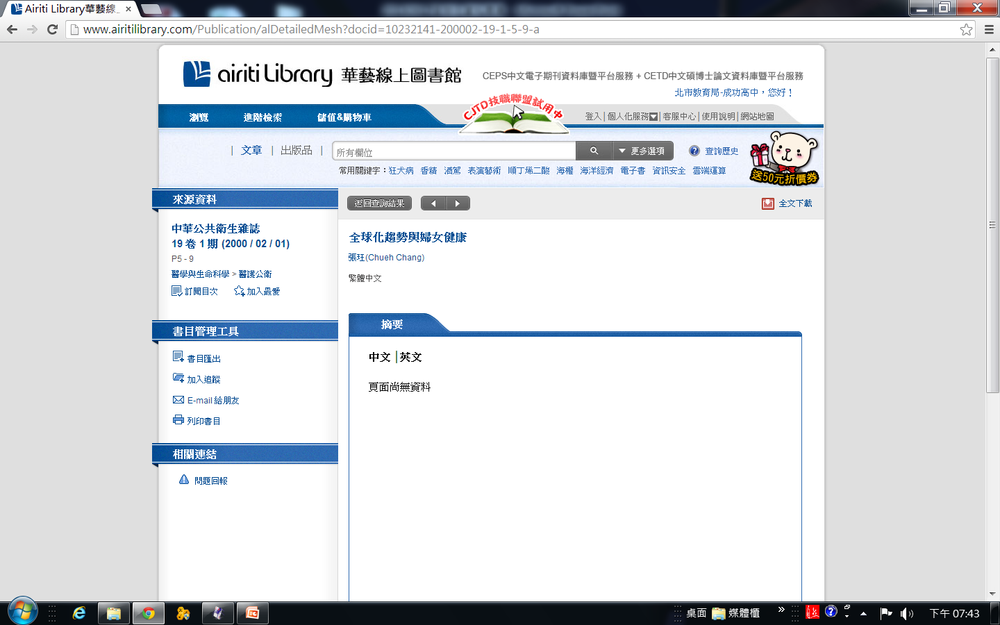 Airiti Library華藝線
www.airitilibrary.com/Publication/alDetailedMesh?docid=10232141-200002-19-1-5-9-a
airiti Library 華藝線上圖書館
CEPS中文電子期刊資料庫暨平台服務 + CETD中文碩博士論文資料庫暨平台服務
北市教育局-成功高中，您好！
CJTD技職聯盟試用中
瀏覽 進階檢索 儲值&購物車
登入 | 個人化服務 | 客服中心 | 使用說明 | 網站地圖
| 文章 | 出版品 |
所有欄位
更多選項
查詢歷史
常用關鍵字：狂犬病 香精 酒駕 表演藝術 順丁烯二酸 海權 海洋經濟 電子書 資訊安全 雲端運算
送50元折價券
來源資料
中華公共衛生雜誌
19 卷 1 期 (2000 / 02 / 01)
P5 - 9
醫學與生命科學 > 醫護公衛
訂閱目次 加入最愛
書目管理工具
書目匯出
加入追蹤
E-mail 給朋友
列印書目
相關連結
問題回報
返回查詢結果
全文下載
全球化趨勢與婦女健康
張玨(Chueh Chang)
繁體中文
摘要
中文 | 英文
頁面尚無資料
桌面 媒體櫃 »
下午 07:43